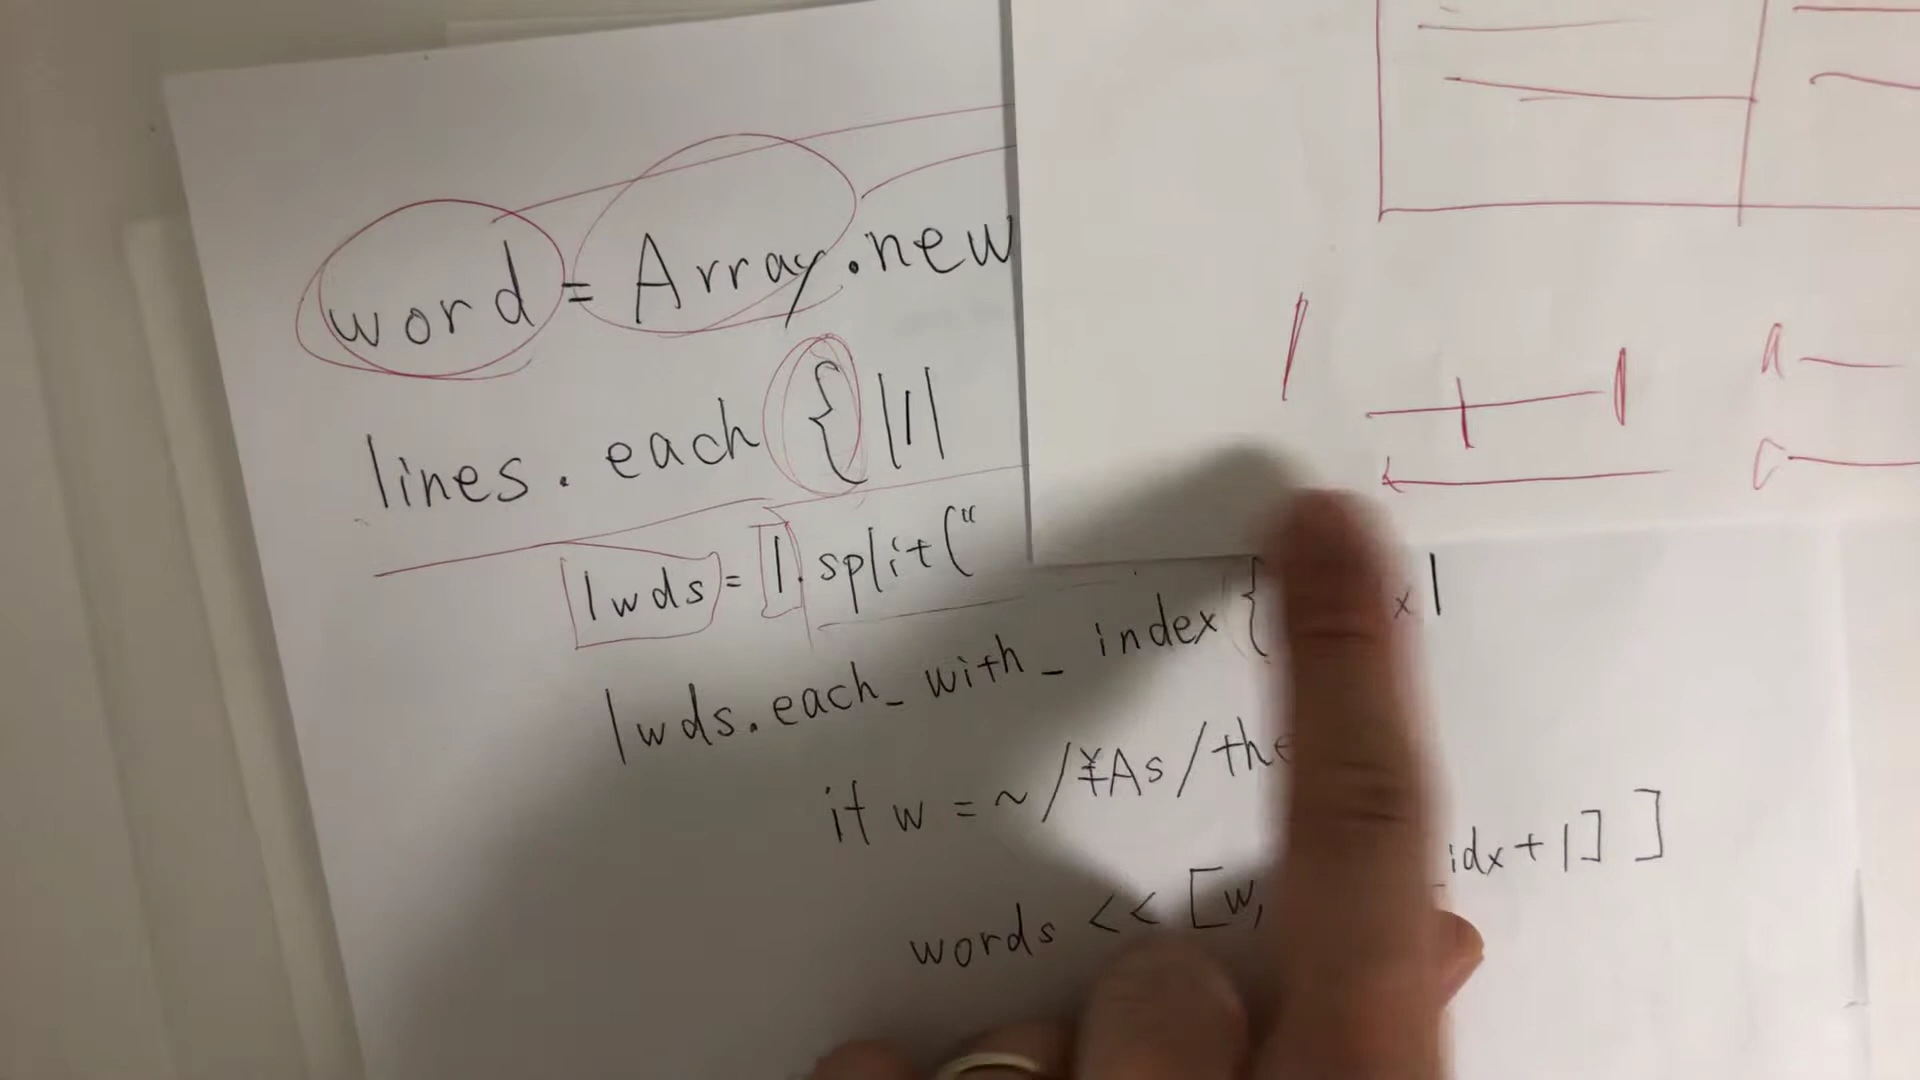 word = Array.new
lines.each { |l|
lwds = l.split("
lwds.each_with_index {
x|
if w =~ /¥As/ the
words << [w,
idx+1] ]